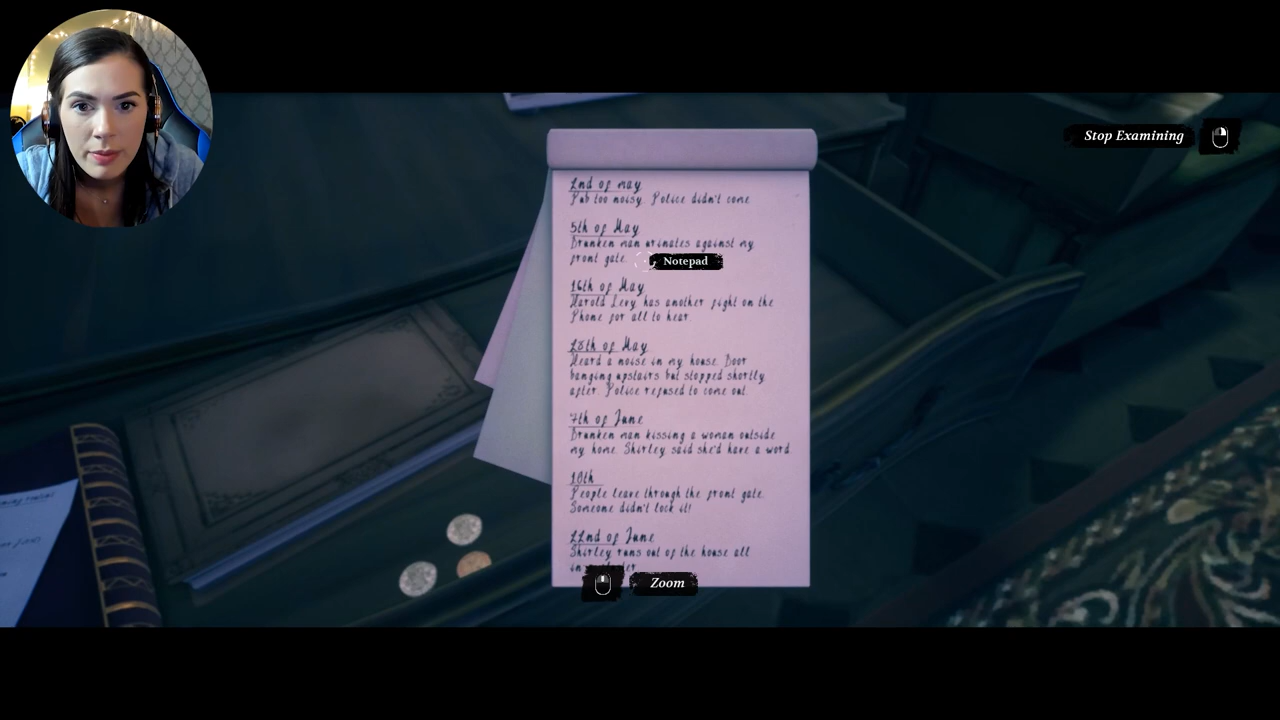 Stop Examining
2nd of may
Pub too noisy. Police didn't come
5th of May
Drunken man urinates against my
front gate.
Notepad
16th of May
Harold Levy has another fight on the
Phone for all to hear.
28th of May
Heard a noise in my house. Door
banging upstairs but stopped shortly
after. Police refused to come out.
7th of June
Drunken man kissing a woman outside
my home. Shirley said she'd have a word.
10th
People leave through the front gate.
Someone didn't lock it!
22nd of June
Shirley runs out of the house all
in
Zoom